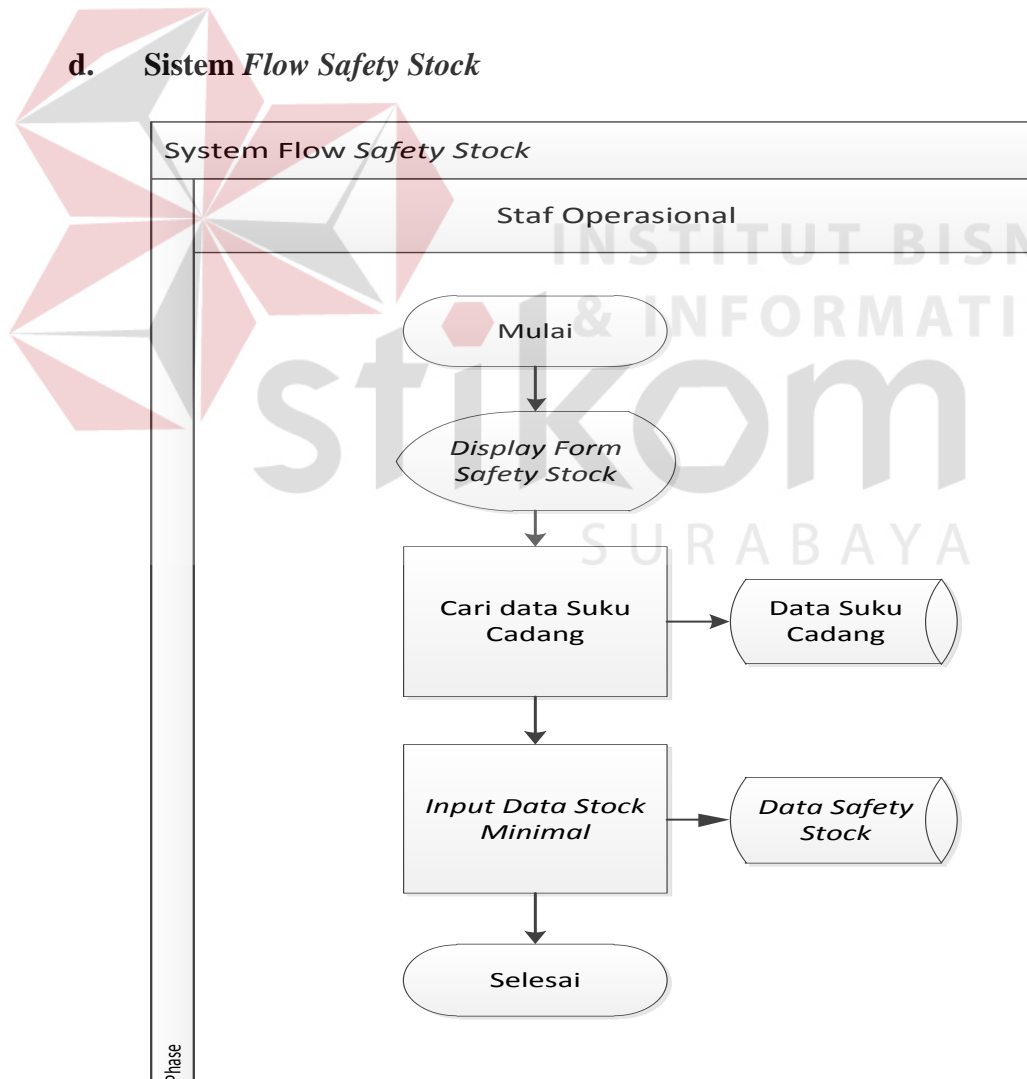 d. Sistem Flow Safety Stock
System Flow Safety Stock
Staf Operasional
INSTITUT BISN
& INFORMATI
stikom
SURABAYA
Mulai
Display Form
Safety Stock
Cari data Suku
Cadang
Data Suku
Cadang
Input Data Stock
Minimal
Data Safety
Stock
Selesai
Phase